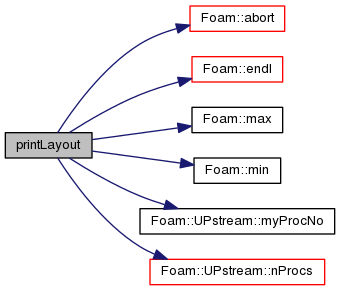 Foam::abort
Foam::endl
Foam::max
printLayout
Foam::min
Foam::UPstream::myProcNo
Foam::UPstream::nProcs